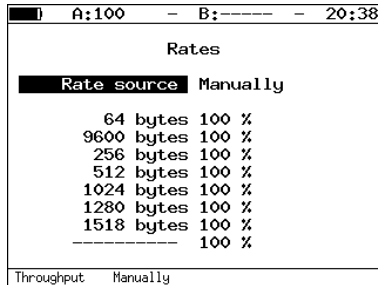 A:100 – B:----- – 20:38
Rates
Rate source Manually
64 bytes 100 %
9600 bytes 100 %
256 bytes 100 %
512 bytes 100 %
1024 bytes 100 %
1280 bytes 100 %
1518 bytes 100 %
---------- 100 %
Throughput Manually